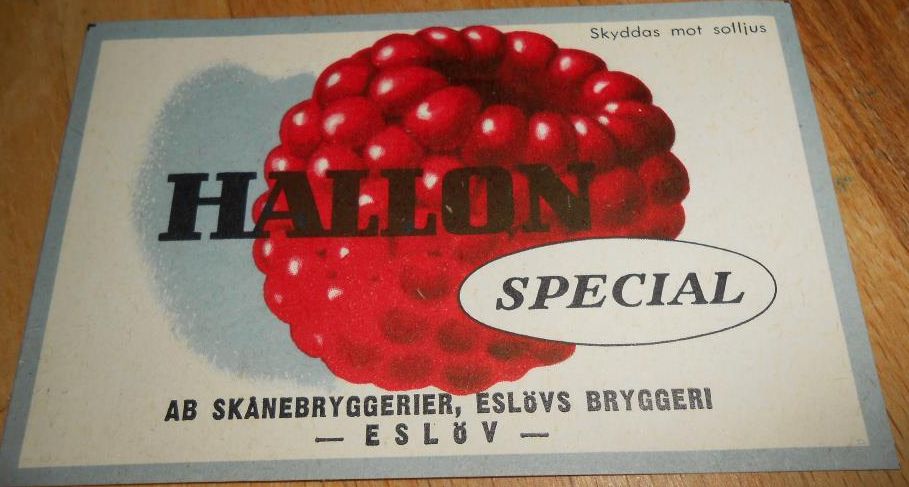 Skyddas mot solljus
HALLON
SPECIAL
AB SKÅNEBRYGGERIER, ESLÖVS BRYGGERI
— ESLÖV —